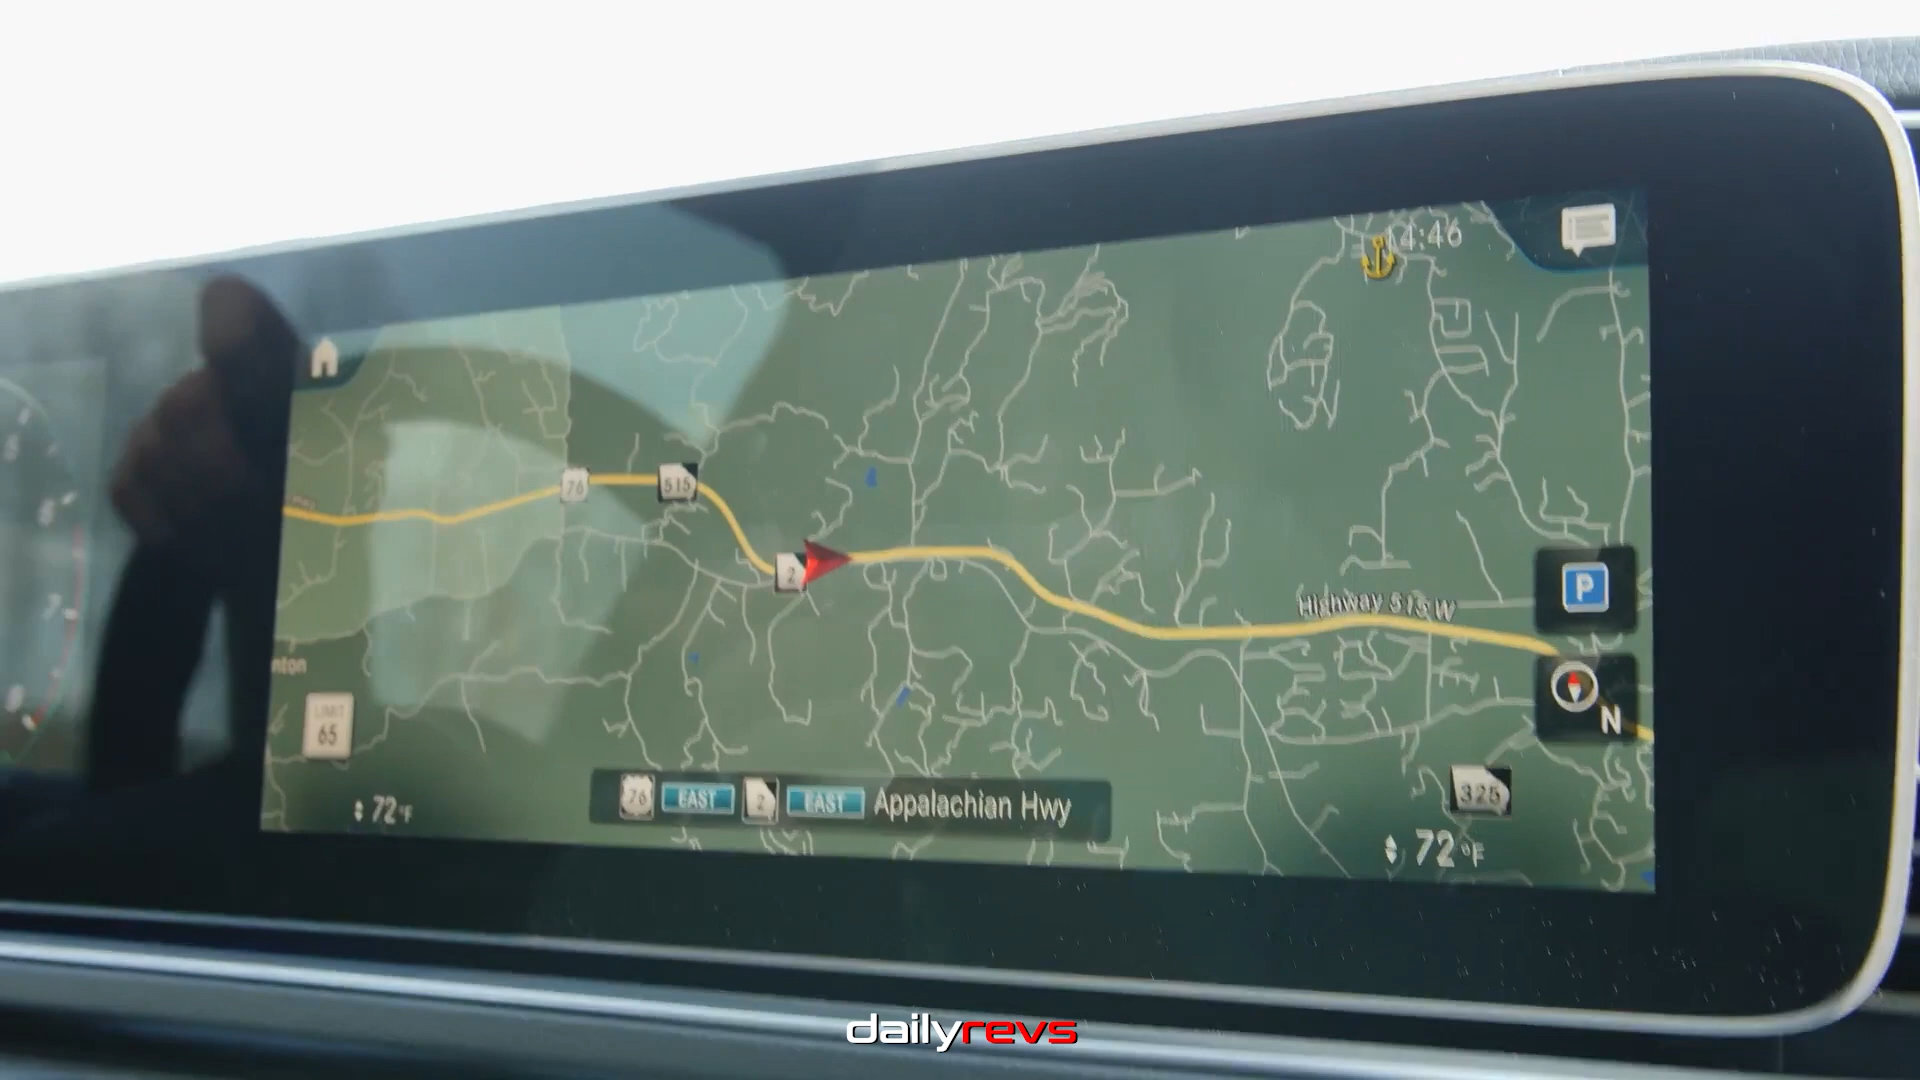 14:46
76
515
2
Highway 515 W
P
nton
N
LIMIT
65
325
76 EAST 2 EAST Appalachian Hwy
72°F
72°F
dailyrevs